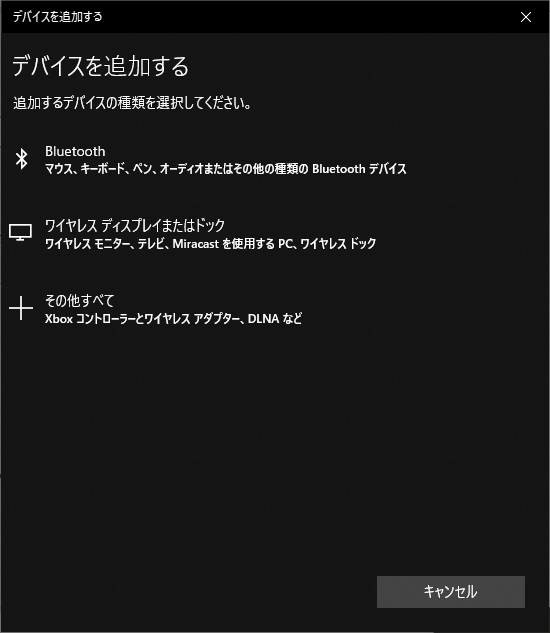 デバイスを追加する
デバイスを追加する
追加するデバイスの種類を選択してください。
Bluetooth
マウス、キーボード、ペン、オーディオまたはその他の種類の Bluetooth デバイス
ワイヤレス ディスプレイまたはドック
ワイヤレス モニター、テレビ、Miracast を使用する PC、ワイヤレス ドック
その他すべて
Xbox コントローラーとワイヤレス アダプター、DLNA など
キャンセル